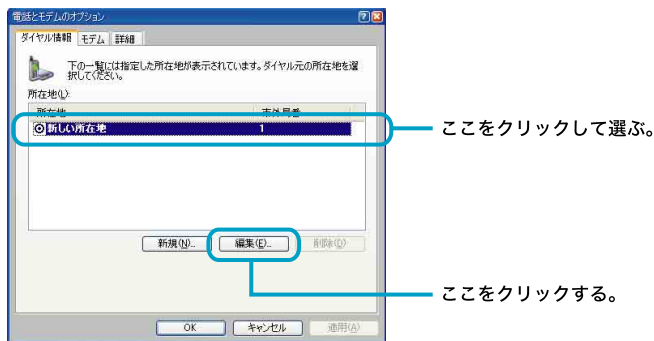 電話とモデムのオプション
ダイヤル情報 モデム 詳細
下の一覧には指定した所在地が表示されています。ダイヤル元の所在地を選
択してください。
所在地(L):
所在地 市外局番
新しい所在地 1
ここをクリックして選ぶ。
新規(N)... 編集(E)... 削除(D)
ここをクリックする。
OK キャンセル 適用(A)